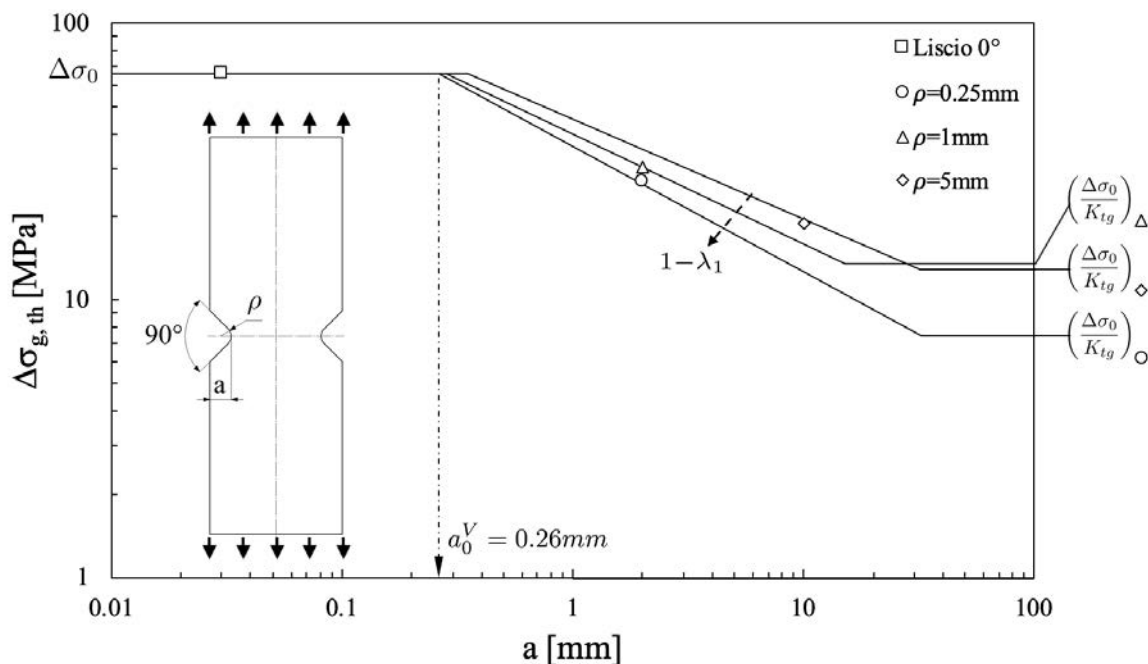 100
Δσ₀
10
1
Δσg, th [MPa]
□ Liscio 0°
○ ρ=0.25mm
△ ρ=1mm
◇ ρ=5mm
(Δσ₀/Ktg)△
(Δσ₀/Ktg)◇
(Δσ₀/Ktg)○
1−λ₁
ρ
90°
a
a₀ⱽ = 0.26mm
0.01 0.1 1 10 100
a [mm]